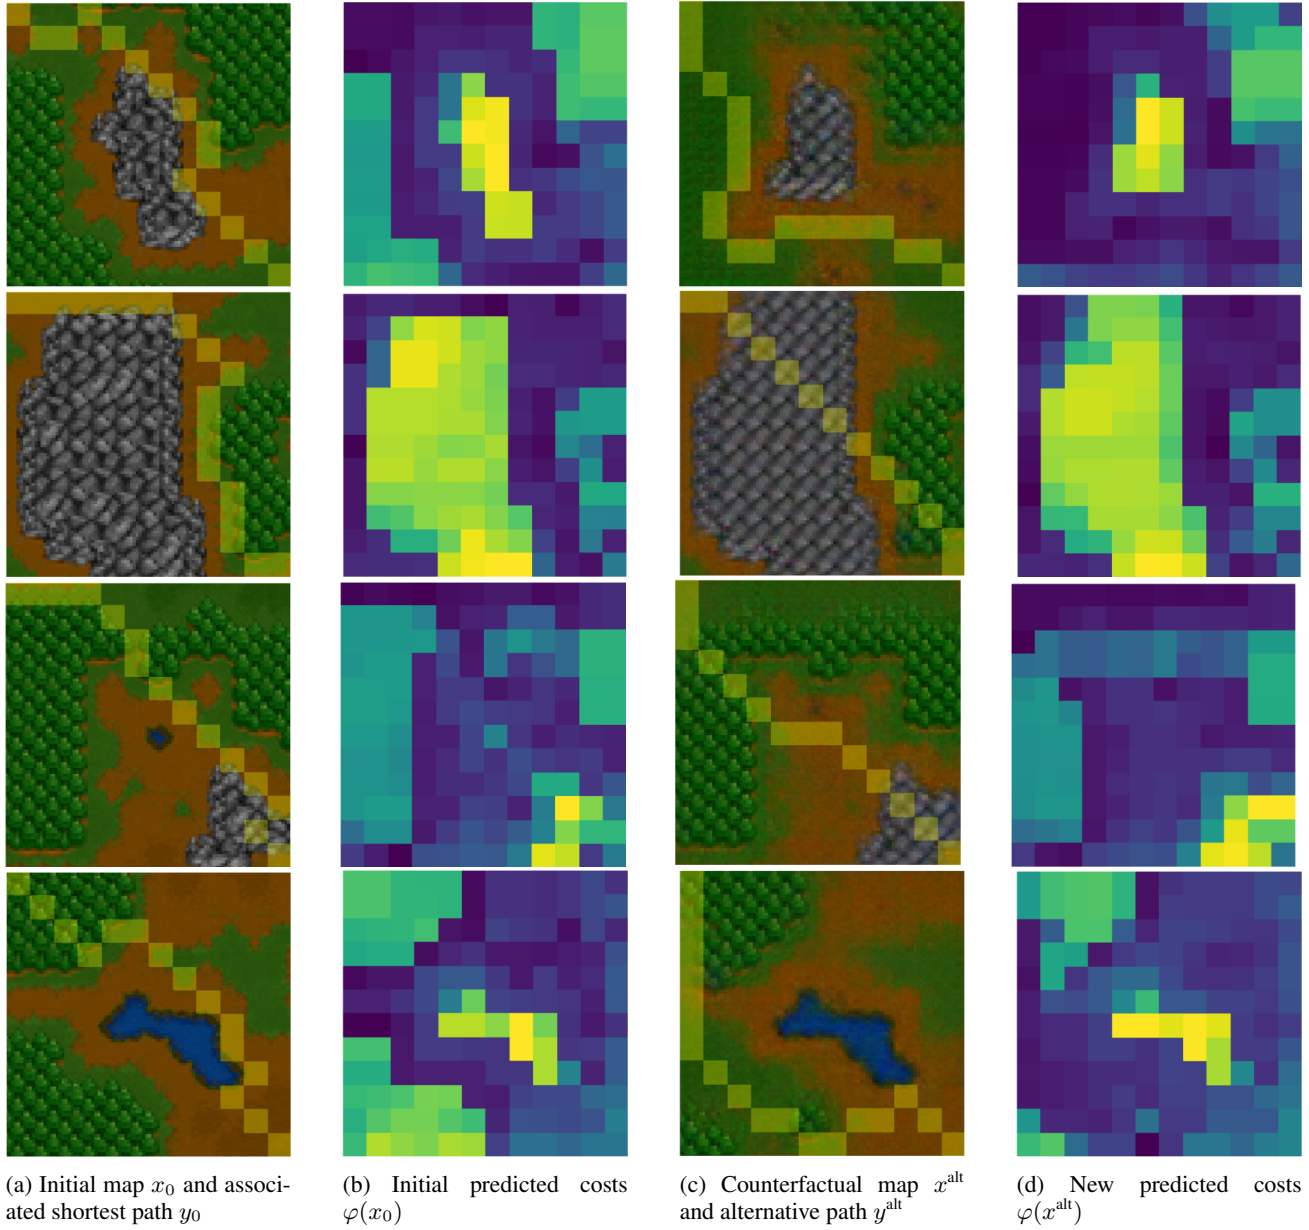 (a) Initial map x₀ and associ-
ated shortest path y₀
(b) Initial predicted costs
φ(x₀)
(c) Counterfactual map xᵃˡᵗ
and alternative path yᵃˡᵗ
(d) New predicted costs
φ(xᵃˡᵗ)